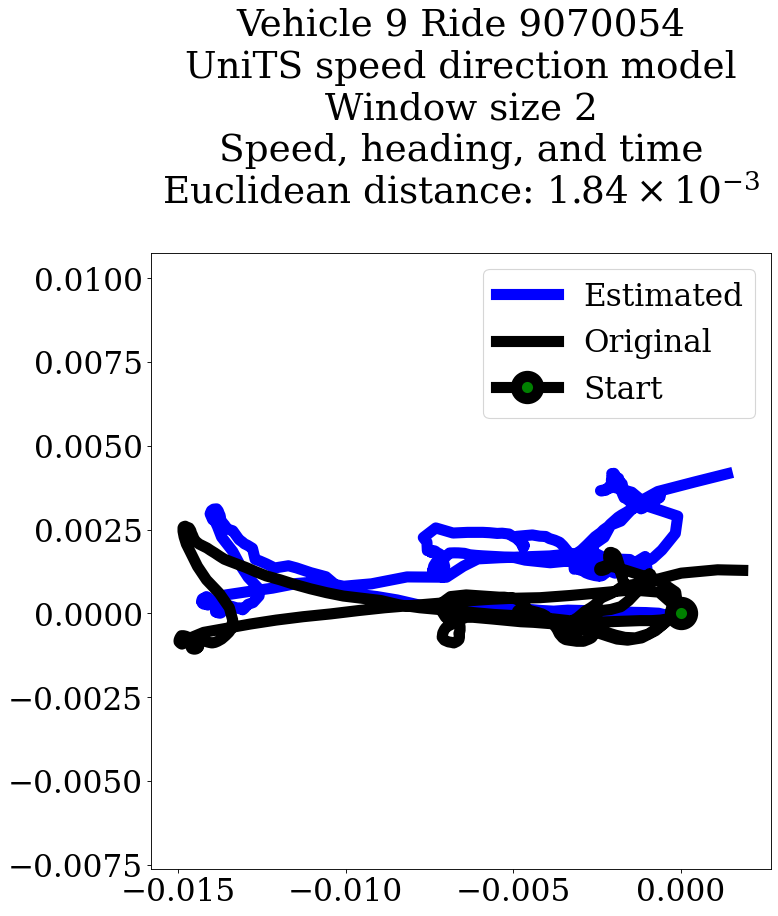 Vehicle 9 Ride 9070054
UniTS speed direction model
Window size 2
Speed, heading, and time
Euclidean distance: 1.84 × 10⁻³
0.0100
0.0075
0.0050
0.0025
0.0000
−0.0025
−0.0050
−0.0075
Estimated
Original
Start
−0.015 −0.010 −0.005 0.000